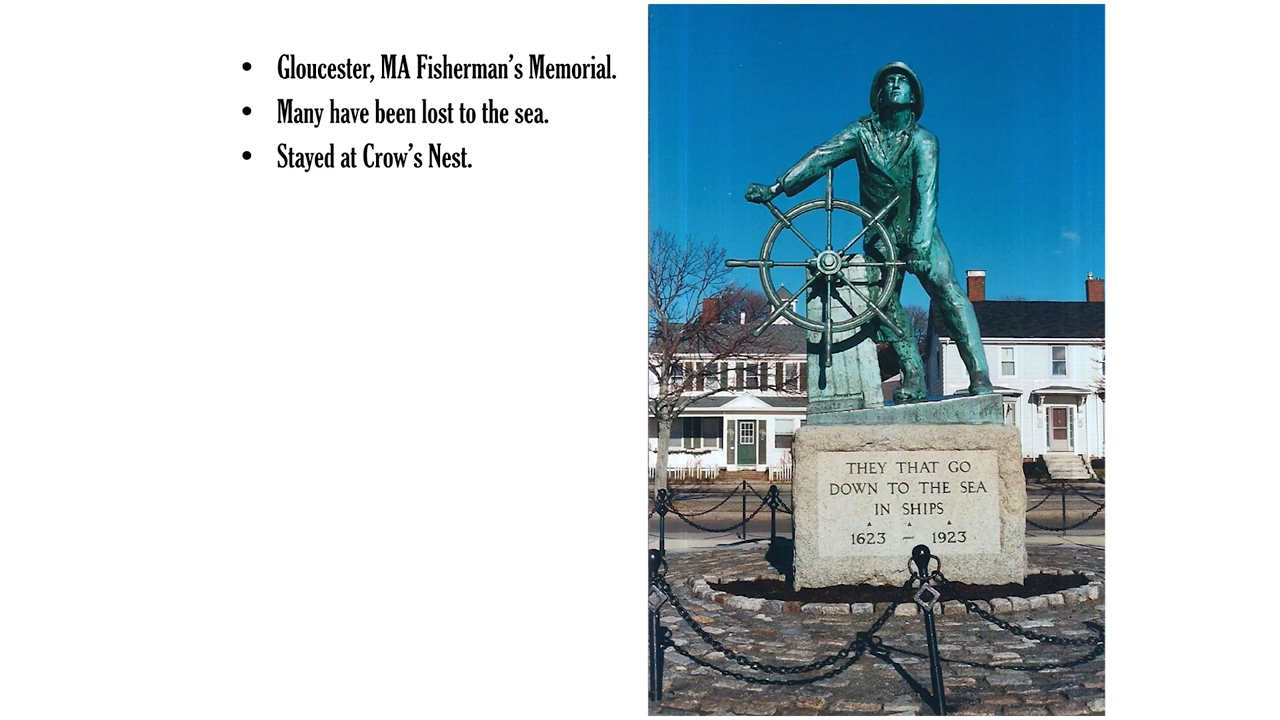 • Gloucester, MA Fisherman’s Memorial.
• Many have been lost to the sea.
• Stayed at Crow’s Nest.
THEY THAT GO
DOWN TO THE SEA
IN SHIPS
1623 – 1923